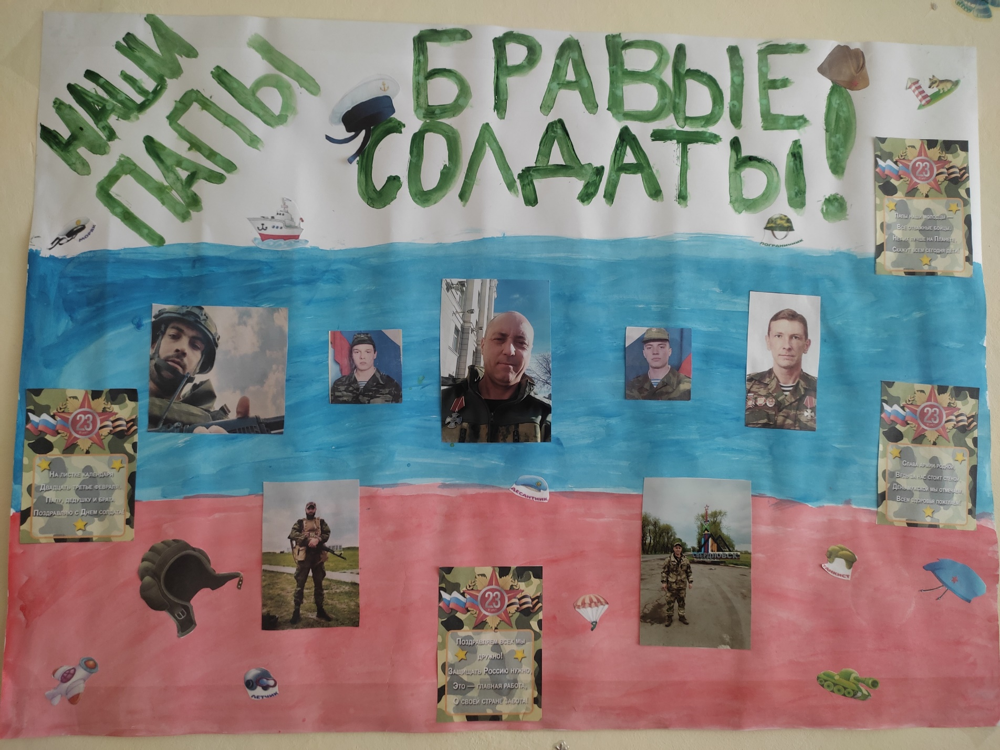 НАШИ
ПАПЫ
БРАВЫЕ
СОЛДАТЫ!
МОРЯК
ПОГРАНИЧНИК
23
Папы наши молодцы —
Все отважные бойцы.
Нет их лучше на Планете,
Скажут всем сегодня дети!
23
На листке календаря
Двадцать третье февраля.
Папу, дедушку и брата
Поздравляю с Днем солдата!
23
Слава армии родной,
Ведь за нас стоит стеной,
День мужской мы отмечаем,
Всем здоровья пожелаем!
ДЕСАНТНИК
СВЕРДЛОВСК
ТАНКИСТ
23
Поздравляем всех мы
дружно!
Защищать Россию нужно,
Это — главная работа,
О своей стране забота!
ЛЕТЧИК